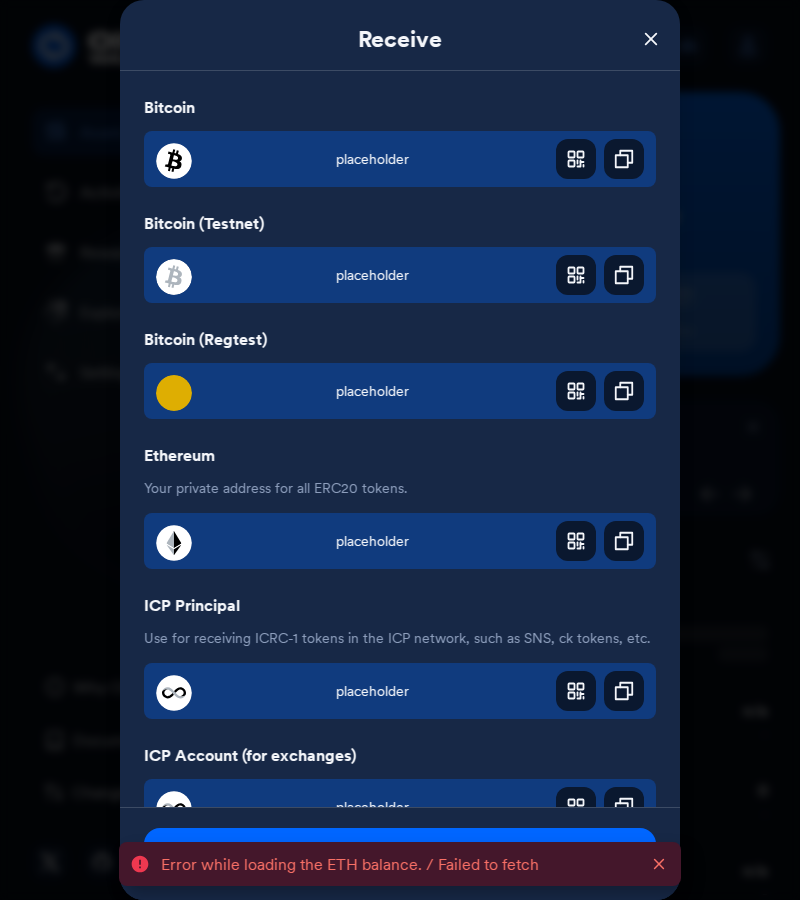 Receive
Bitcoin
placeholder
Bitcoin (Testnet)
placeholder
Bitcoin (Regtest)
placeholder
Ethereum
Your private address for all ERC20 tokens.
placeholder
ICP Principal
Use for receiving ICRC-1 tokens in the ICP network, such as SNS, ck tokens, etc.
placeholder
ICP Account (for exchanges)
placeholder
Error while loading the ETH balance. / Failed to fetch